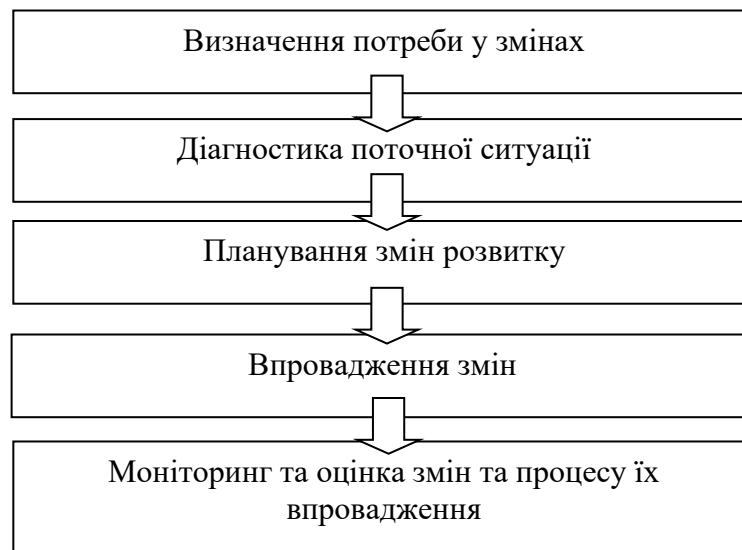 Визначення потреби у змінах
Діагностика поточної ситуації
Планування змін розвитку
Впровадження змін
Моніторинг та оцінка змін та процесу їх
впровадження